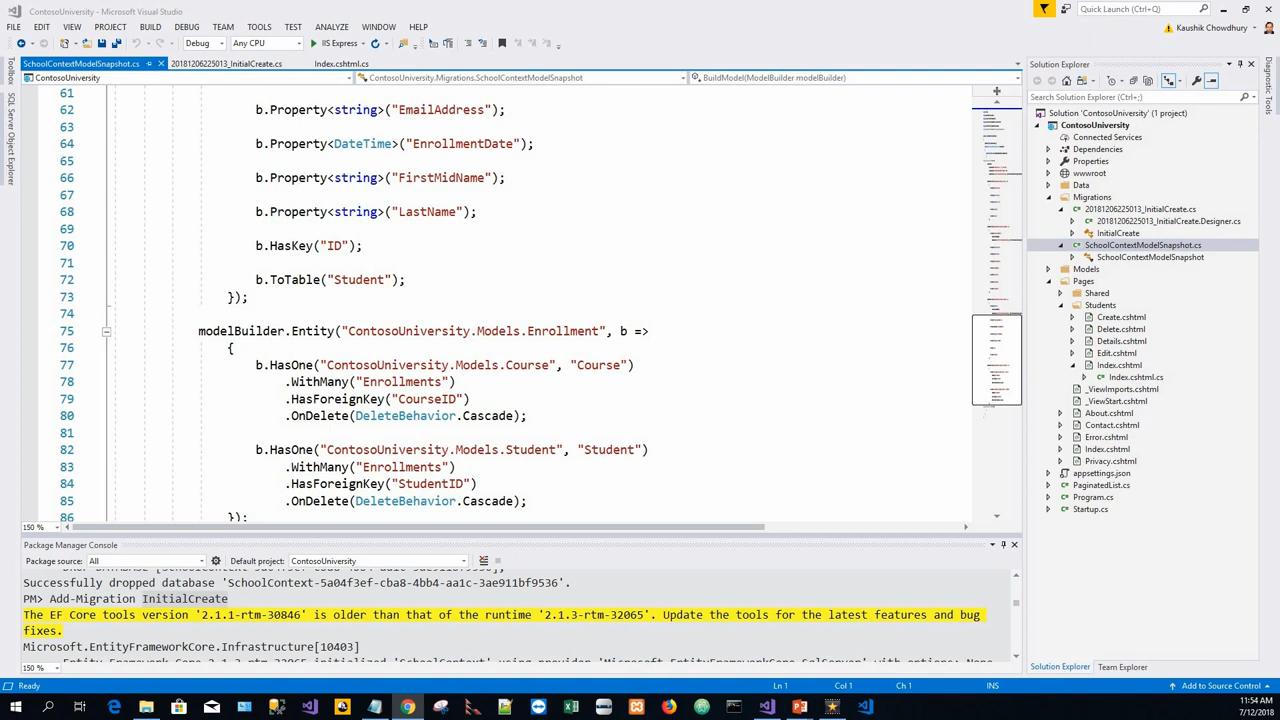 ContosoUniversity - Microsoft Visual Studio
Quick Launch (Ctrl+Q)
FILE EDIT VIEW PROJECT BUILD DEBUG TEAM TOOLS TEST ANALYZE WINDOW HELP
Kaushik Chowdhury
Debug Any CPU IIS Express
SchoolContextModelSnapshot.cs 20181206225013_InitialCreate.cs Index.cshtml.cs
ContosoUniversity ContosoUniversity.Migrations.SchoolContextModelSnapshot BuildModel(ModelBuilder modelBuilder)
Toolbox
SQL Server Object Explorer
61
62 b.Property<string>("EmailAddress");
63
64 b.Property<DateTime>("EnrollmentDate");
65
66 b.Property<string>("FirstMidName");
67
68 b.Property<string>("LastName");
69
70 b.HasKey("ID");
71
72 b.ToTable("Student");
73 });
74
75 modelBuilder.Entity("ContosoUniversity.Models.Enrollment", b =>
76 {
77 b.HasOne("ContosoUniversity.Models.Course", "Course")
78 .WithMany("Enrollments")
79 .HasForeignKey("CourseID")
80 .OnDelete(DeleteBehavior.Cascade);
81
82 b.HasOne("ContosoUniversity.Models.Student", "Student")
83 .WithMany("Enrollments")
84 .HasForeignKey("StudentID")
85 .OnDelete(DeleteBehavior.Cascade);
86 });
150 %
Package Manager Console
Package source: All Default project: ContosoUniversity
Successfully dropped database 'SchoolContext-5a04f3ef-cba8-4bb4-aa1c-3ae911bf9536'.
PM> Add-Migration InitialCreate
The EF Core tools version '2.1.1-rtm-30846' is older than that of the runtime '2.1.3-rtm-32065'. Update the tools for the latest features and bug
fixes.
Microsoft.EntityFrameworkCore.Infrastructure[10403]
150 %
Solution Explorer
Search Solution Explorer (Ctrl+;)
Solution 'ContosoUniversity' (1 project)
ContosoUniversity
Connected Services
Dependencies
Properties
wwwroot
Data
Migrations
20181206225013_InitialCreate.cs
20181206225013_InitialCreate.Designer.cs
InitialCreate
SchoolContextModelSnapshot.cs
SchoolContextModelSnapshot
Models
Pages
Shared
Students
Create.cshtml
Delete.cshtml
Details.cshtml
Edit.cshtml
Index.cshtml
Index.cshtml.cs
_ViewImports.cshtml
_ViewStart.cshtml
About.cshtml
Contact.cshtml
Error.cshtml
Index.cshtml
Privacy.cshtml
appsettings.json
PaginatedList.cs
Program.cs
Startup.cs
Solution Explorer Team Explorer
Diagnostic Tools
Ready Ln 1 Col 1 Ch 1 INS Add to Source Control
11:54 AM
7/12/2018